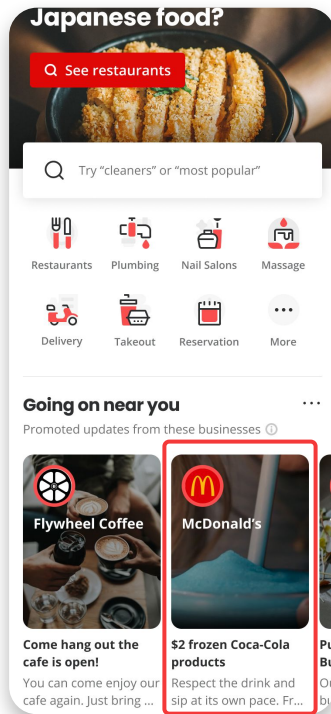 Japanese food?
See restaurants
Try “cleaners” or “most popular”
Restaurants Plumbing Nail Salons Massage
Delivery Takeout Reservation More
Going on near you
Promoted updates from these businesses
Flywheel Coffee
McDonald's
Come hang out the
cafe is open!
You can come enjoy our
cafe again. Just bring ...
$2 frozen Coca-Cola
products
Respect the drink and
sip at its own pace. Fr...